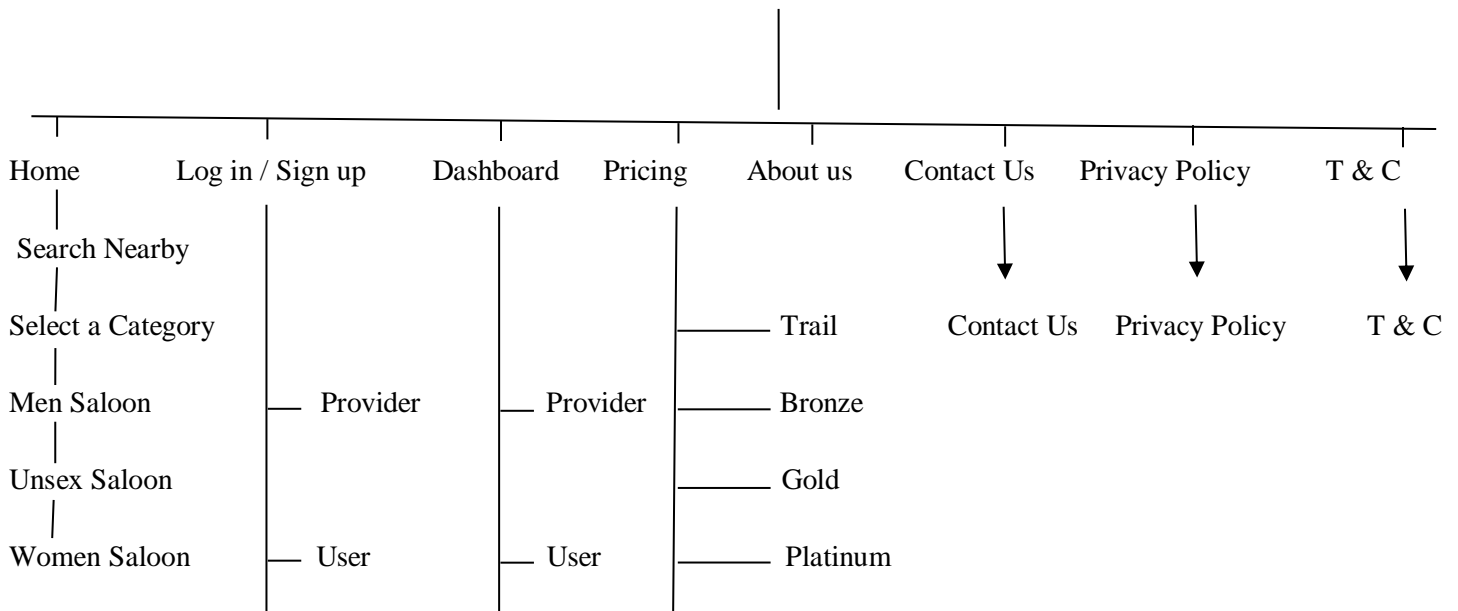 Home Log in / Sign up Dashboard Pricing About us Contact Us Privacy Policy T & C
Search Nearby
Select a Category Trail Contact Us Privacy Policy T & C
Men Saloon Provider Provider Bronze
Unsex Saloon Gold
Women Saloon User User Platinum